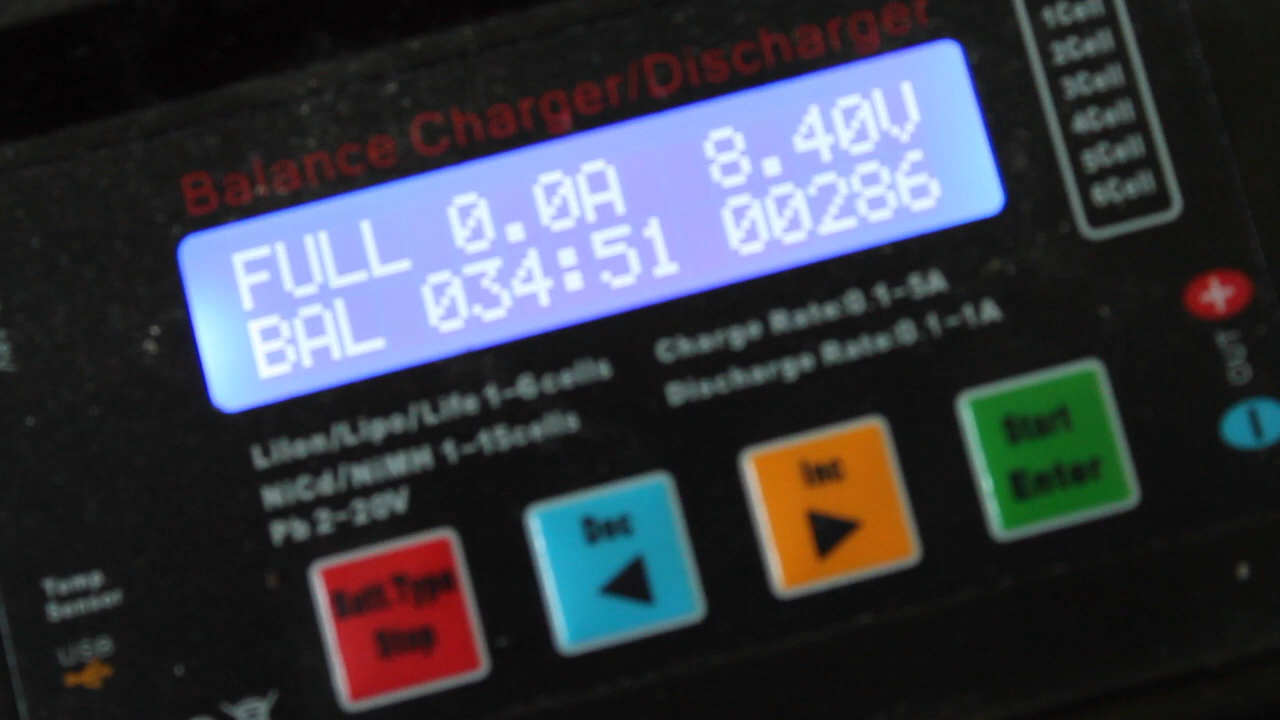 Balance Charger/Discharger
FULL 0.0A 8.40V
BAL 034:51 00286
1Cell
2Cell
3Cell
4Cell
5Cell
6Cell
LiIon/Lipo/Life 1-6cells
NiCd/NiMH 1-15cells
Pb 2-20V
Charge Rate:0.1-5A
Discharge Rate:0.1-1A
+
OUT
Batt.Type
Stop
Dec
Inc
Start
Enter
Temp
Sensor
USB